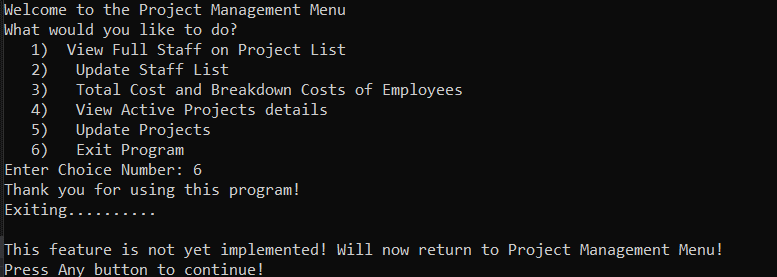 Welcome to the Project Management Menu
What would you like to do?
1)  View Full Staff on Project List
2)   Update Staff List
3)   Total Cost and Breakdown Costs of Employees
4)   View Active Projects details
5)   Update Projects
6)   Exit Program
Enter Choice Number: 6
Thank you for using this program!
Exiting..........
This feature is not yet implemented! Will now return to Project Management Menu!
Press Any button to continue!